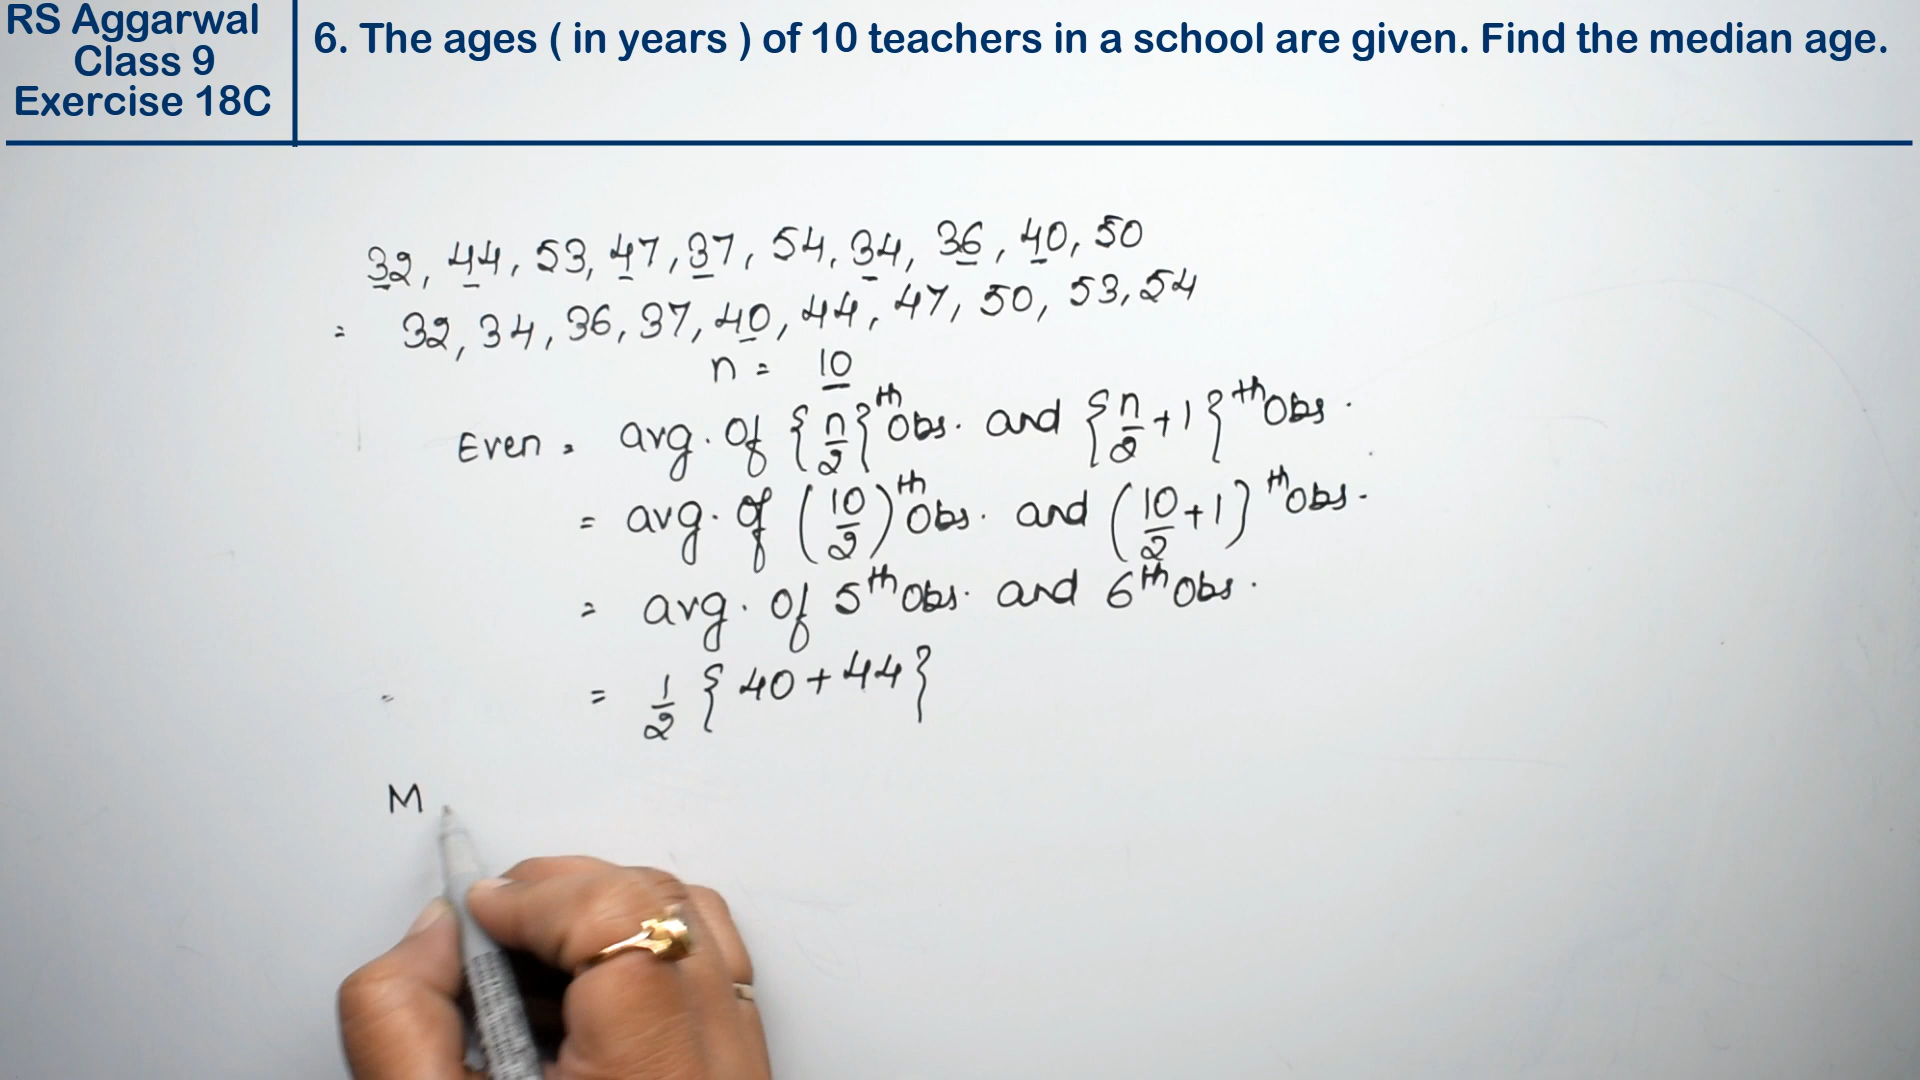 RS Aggarwal
Class 9
Exercise 18C
6. The ages ( in years ) of 10 teachers in a school are given. Find the median age.
32, 44, 53, 47, 37, 54, 34, 36, 40, 50
= 32, 34, 36, 37, 40, 44, 47, 50, 53, 54
n = 10
Even = avg. of {n/2}th obs. and {n/2 + 1}th obs.
= avg. of (10/2)th obs. and (10/2 + 1)th obs.
= avg. of 5th obs. and 6th obs.
= 1/2 {40 + 44}
M